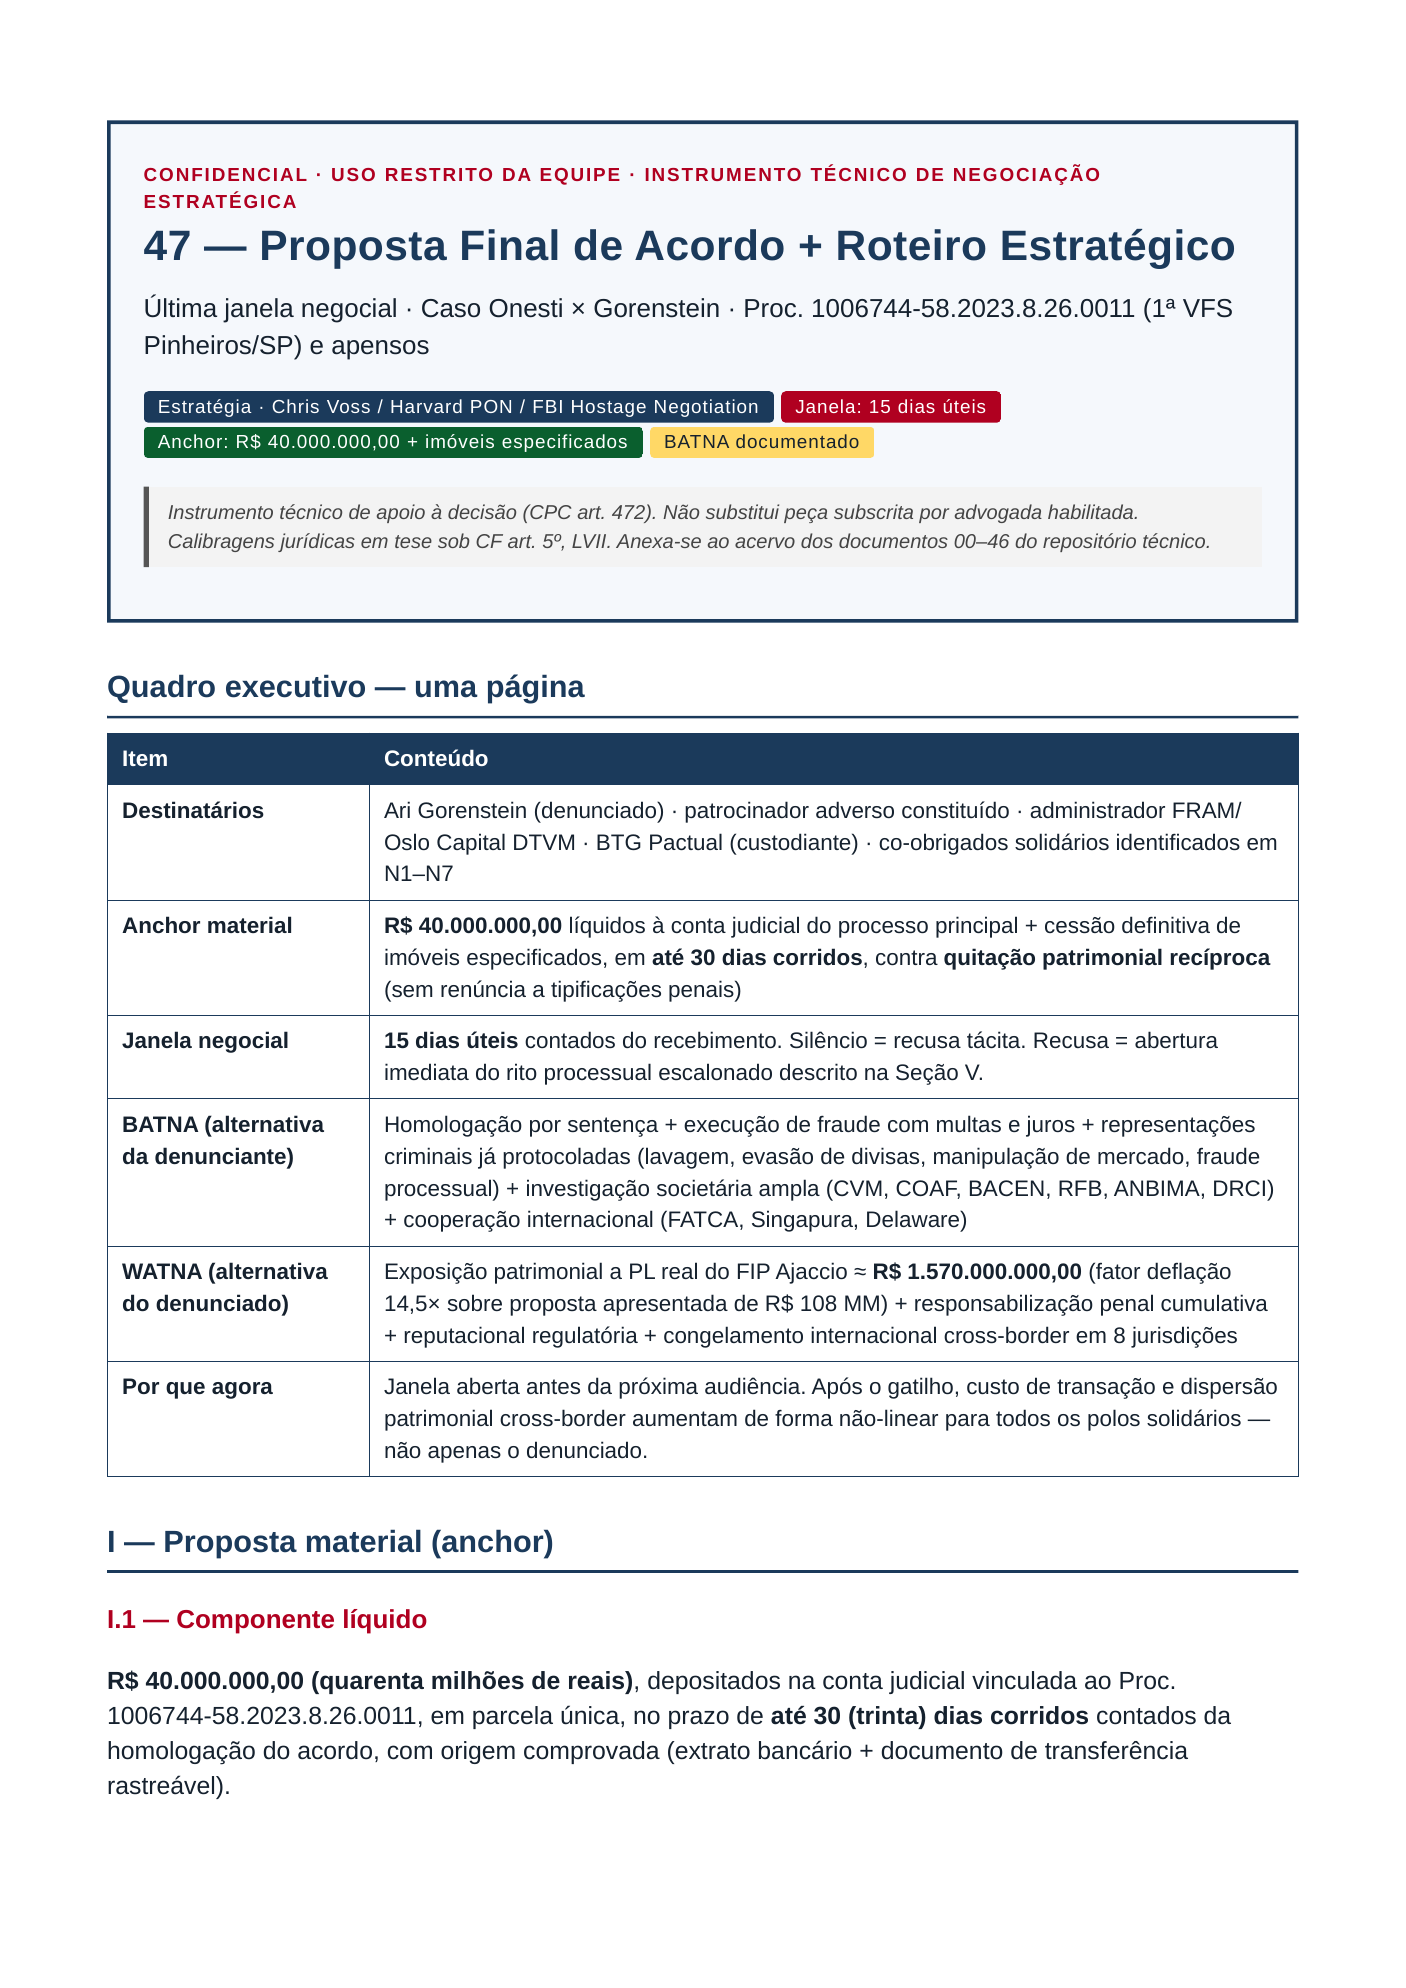 CONFIDENCIAL · USO RESTRITO DA EQUIPE · INSTRUMENTO TÉCNICO DE NEGOCIAÇÃO
ESTRATÉGICA
47 — Proposta Final de Acordo + Roteiro Estratégico
Última janela negocial · Caso Onesti × Gorenstein · Proc. 1006744-58.2023.8.26.0011 (1ª VFS
Pinheiros/SP) e apensos
Estratégia · Chris Voss / Harvard PON / FBI Hostage Negotiation Janela: 15 dias úteis
Anchor: R$ 40.000.000,00 + imóveis especificados BATNA documentado
Instrumento técnico de apoio à decisão (CPC art. 472). Não substitui peça subscrita por advogada habilitada.
Calibragens jurídicas em tese sob CF art. 5º, LVII. Anexa-se ao acervo dos documentos 00–46 do repositório técnico.
Quadro executivo — uma página
Item Conteúdo
Destinatários Ari Gorenstein (denunciado) · patrocinador adverso constituído · administrador FRAM/
Oslo Capital DTVM · BTG Pactual (custodiante) · co-obrigados solidários identificados em
N1–N7
Anchor material R$ 40.000.000,00 líquidos à conta judicial do processo principal + cessão definitiva de
imóveis especificados, em até 30 dias corridos, contra quitação patrimonial recíproca
(sem renúncia a tipificações penais)
Janela negocial 15 dias úteis contados do recebimento. Silêncio = recusa tácita. Recusa = abertura
imediata do rito processual escalonado descrito na Seção V.
BATNA (alternativa Homologação por sentença + execução de fraude com multas e juros + representações
da denunciante) criminais já protocoladas (lavagem, evasão de divisas, manipulação de mercado, fraude
processual) + investigação societária ampla (CVM, COAF, BACEN, RFB, ANBIMA, DRCI)
+ cooperação internacional (FATCA, Singapura, Delaware)
WATNA (alternativa Exposição patrimonial a PL real do FIP Ajaccio ≈ R$ 1.570.000.000,00 (fator deflação
do denunciado) 14,5× sobre proposta apresentada de R$ 108 MM) + responsabilização penal cumulativa
+ reputacional regulatória + congelamento internacional cross-border em 8 jurisdições
Por que agora Janela aberta antes da próxima audiência. Após o gatilho, custo de transação e dispersão
patrimonial cross-border aumentam de forma não-linear para todos os polos solidários —
não apenas o denunciado.
I — Proposta material (anchor)
I.1 — Componente líquido
R$ 40.000.000,00 (quarenta milhões de reais), depositados na conta judicial vinculada ao Proc.
1006744-58.2023.8.26.0011, em parcela única, no prazo de até 30 (trinta) dias corridos contados da
homologação do acordo, com origem comprovada (extrato bancário + documento de transferência
rastreável).